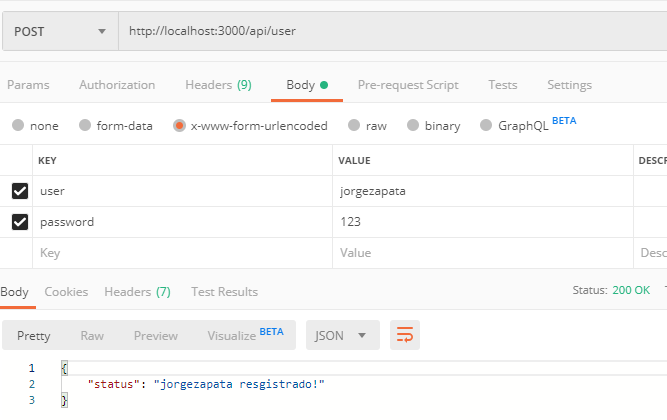 POST http://localhost:3000/api/user
Params Authorization Headers (9) Body Pre-request Script Tests Settings
none form-data x-www-form-urlencoded raw binary GraphQL BETA
KEY VALUE DESCR
user jorgezapata
password 123
Key Value Desc
Body Cookies Headers (7) Test Results Status: 200 OK
Pretty Raw Preview Visualize BETA JSON
1 {
2 "status": "jorgezapata resgistrado!"
3 }